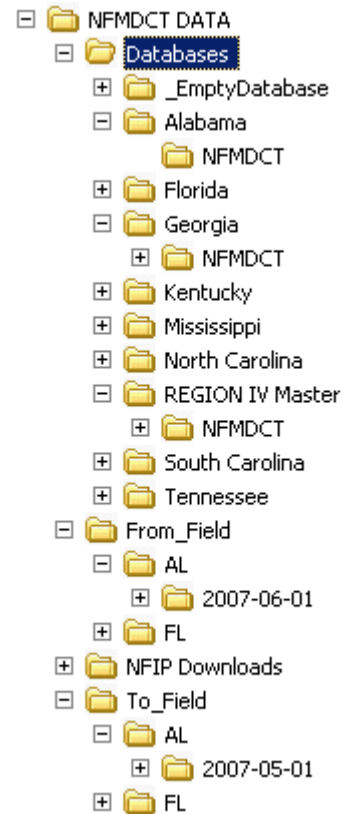 NFMDCT DATA
Databases
_EmptyDatabase
Alabama
NFMDCT
Florida
Georgia
NFMDCT
Kentucky
Mississippi
North Carolina
REGION IV Master
NFMDCT
South Carolina
Tennessee
From_Field
AL
2007-06-01
FL
NFIP Downloads
To_Field
AL
2007-05-01
FL